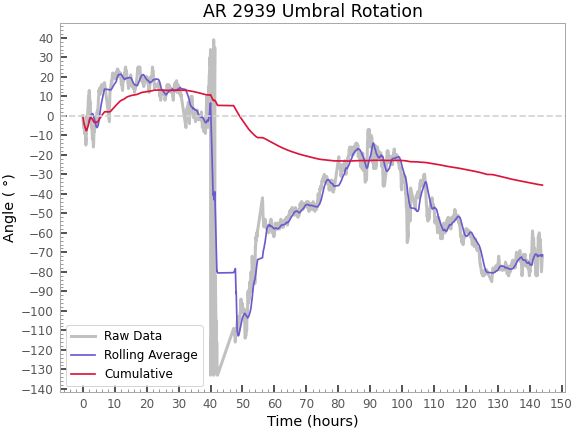 AR 2939 Umbral Rotation
40
30
20
10
0
−10
−20
−30
−40
−50
−60
−70
−80
−90
−100
−110
−120
−130
−140
Angle ( °)
Raw Data
Rolling Average
Cumulative
0 10 20 30 40 50 60 70 80 90 100 110 120 130 140 150
Time (hours)